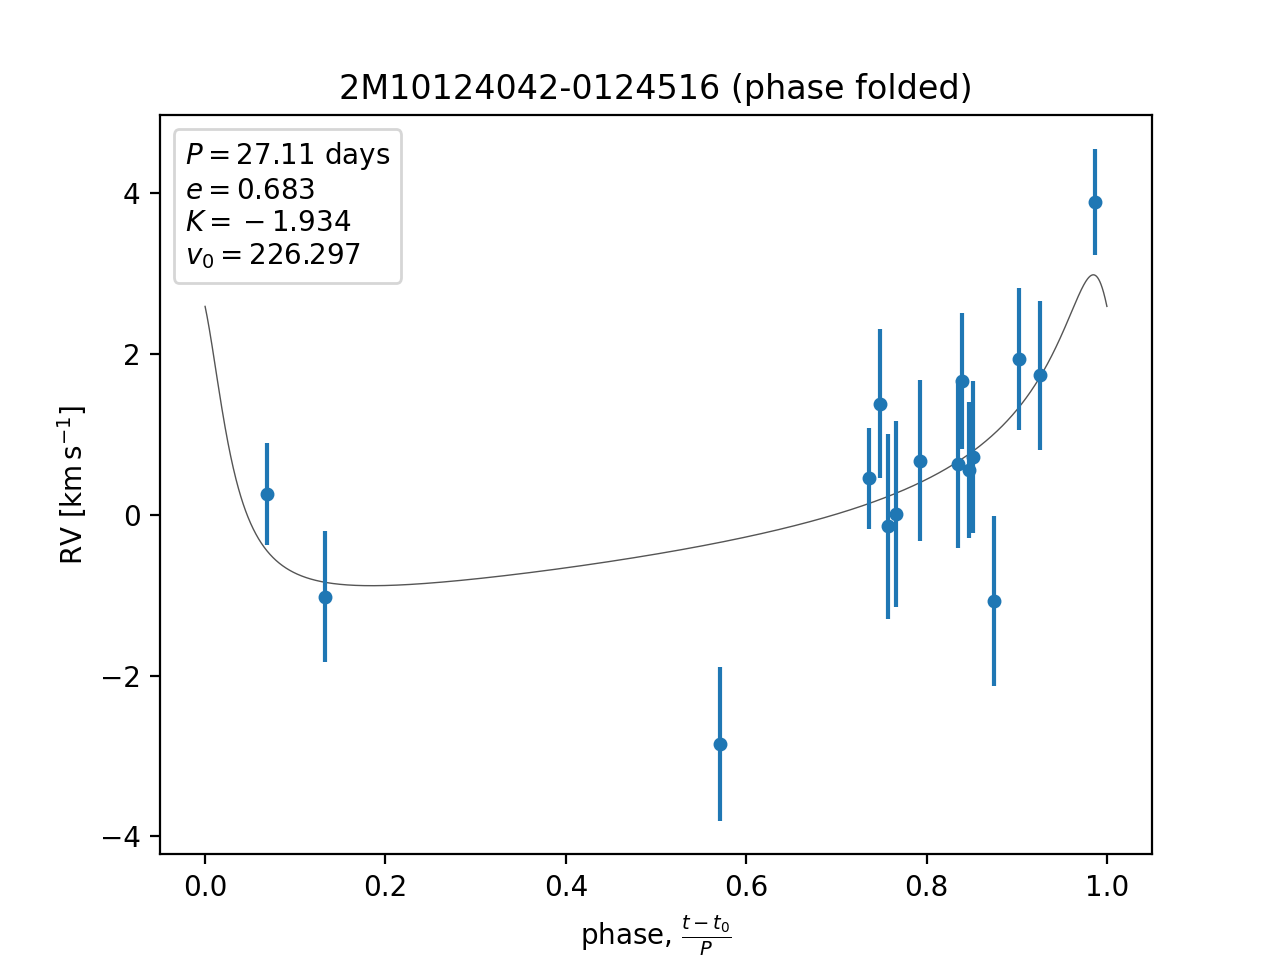 2M10124042-0124516 (phase folded)
P = 27.11 days
e = 0.683
K = −1.934
v₀ = 226.297
4
2
0
−2
−4
RV [km s⁻¹]
0.0 0.2 0.4 0.6 0.8 1.0
phase, (t − t₀)/P